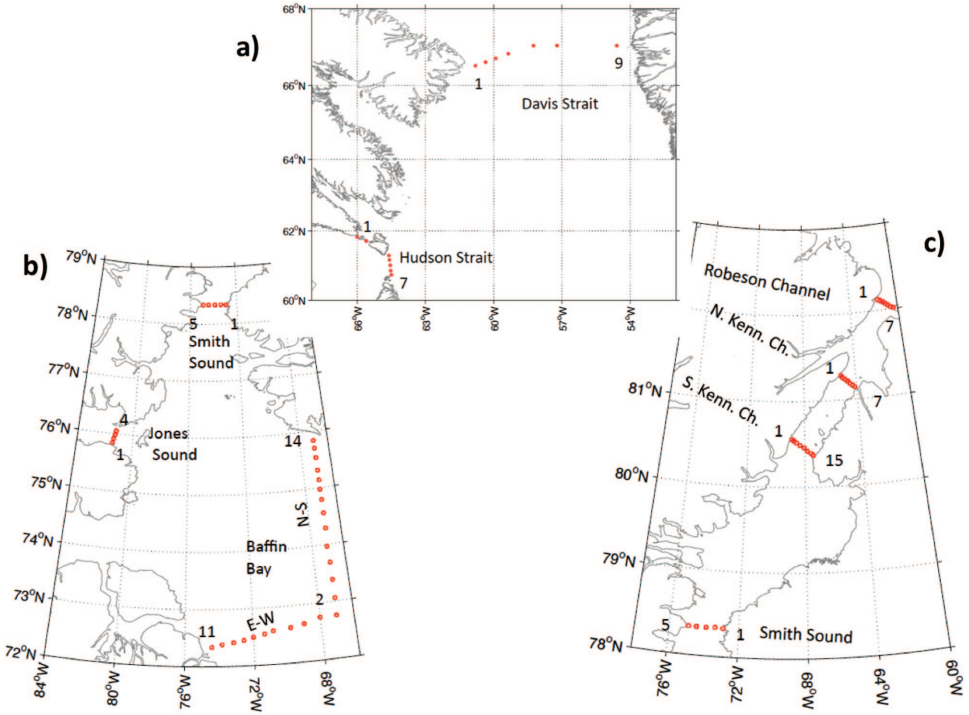 a)
68°N
66°N
64°N
62°N
60°N
66°W
63°W
60°W
57°W
54°W
1
9
Davis Strait
1
Hudson Strait
7
b)
79°N
78°N
77°N
76°N
75°N
74°N
73°N
72°N
84°W
80°W
76°W
72°W
68°W
5
1
Smith
Sound
4
Jones
Sound
1
14
N-S
Baffin
Bay
2
11
E-W
c)
Robeson Channel
1
7
N. Kenn. Ch.
1
7
S. Kenn. Ch.
1
15
81°N
80°N
79°N
78°N
5
1
Smith Sound
76°W
72°W
68°W
64°W
60°W